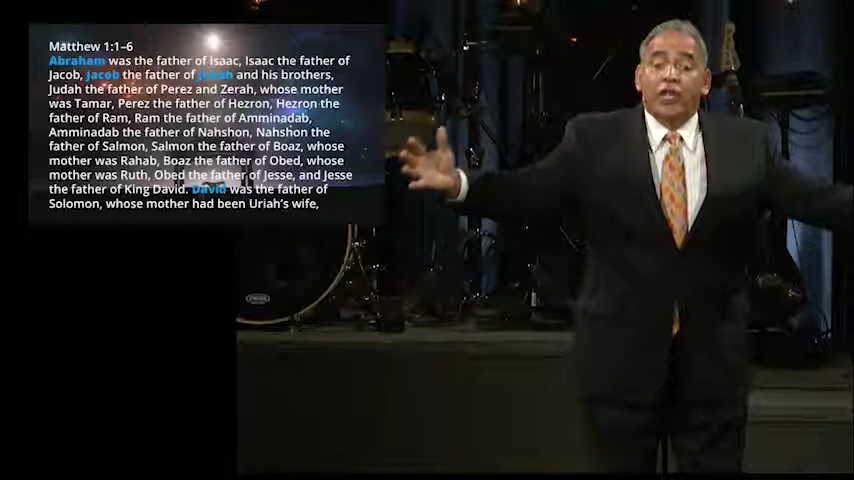 Matthew 1:1–6
Abraham was the father of Isaac, Isaac the father of
Jacob, Jacob the father of Judah and his brothers,
Judah the father of Perez and Zerah, whose mother
was Tamar, Perez the father of Hezron, Hezron the
father of Ram, Ram the father of Amminadab,
Amminadab the father of Nahshon, Nahshon the
father of Salmon, Salmon the father of Boaz, whose
mother was Rahab, Boaz the father of Obed, whose
mother was Ruth, Obed the father of Jesse, and Jesse
the father of King David. David was the father of
Solomon, whose mother had been Uriah's wife,